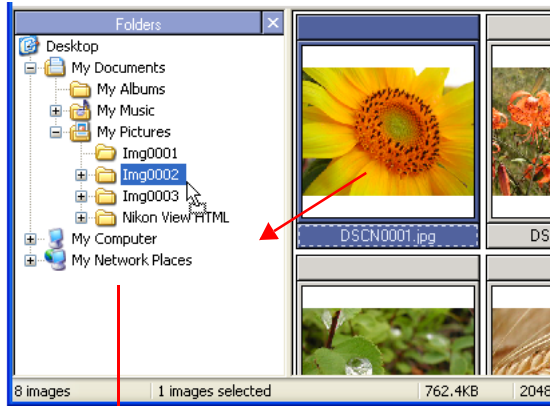 Folders
Desktop
My Documents
My Albums
My Music
My Pictures
Img0001
Img0002
Img0003
Nikon View HTML
My Computer
My Network Places
DSCN0001.jpg
DS
8 images
1 images selected
762.4KB
2048